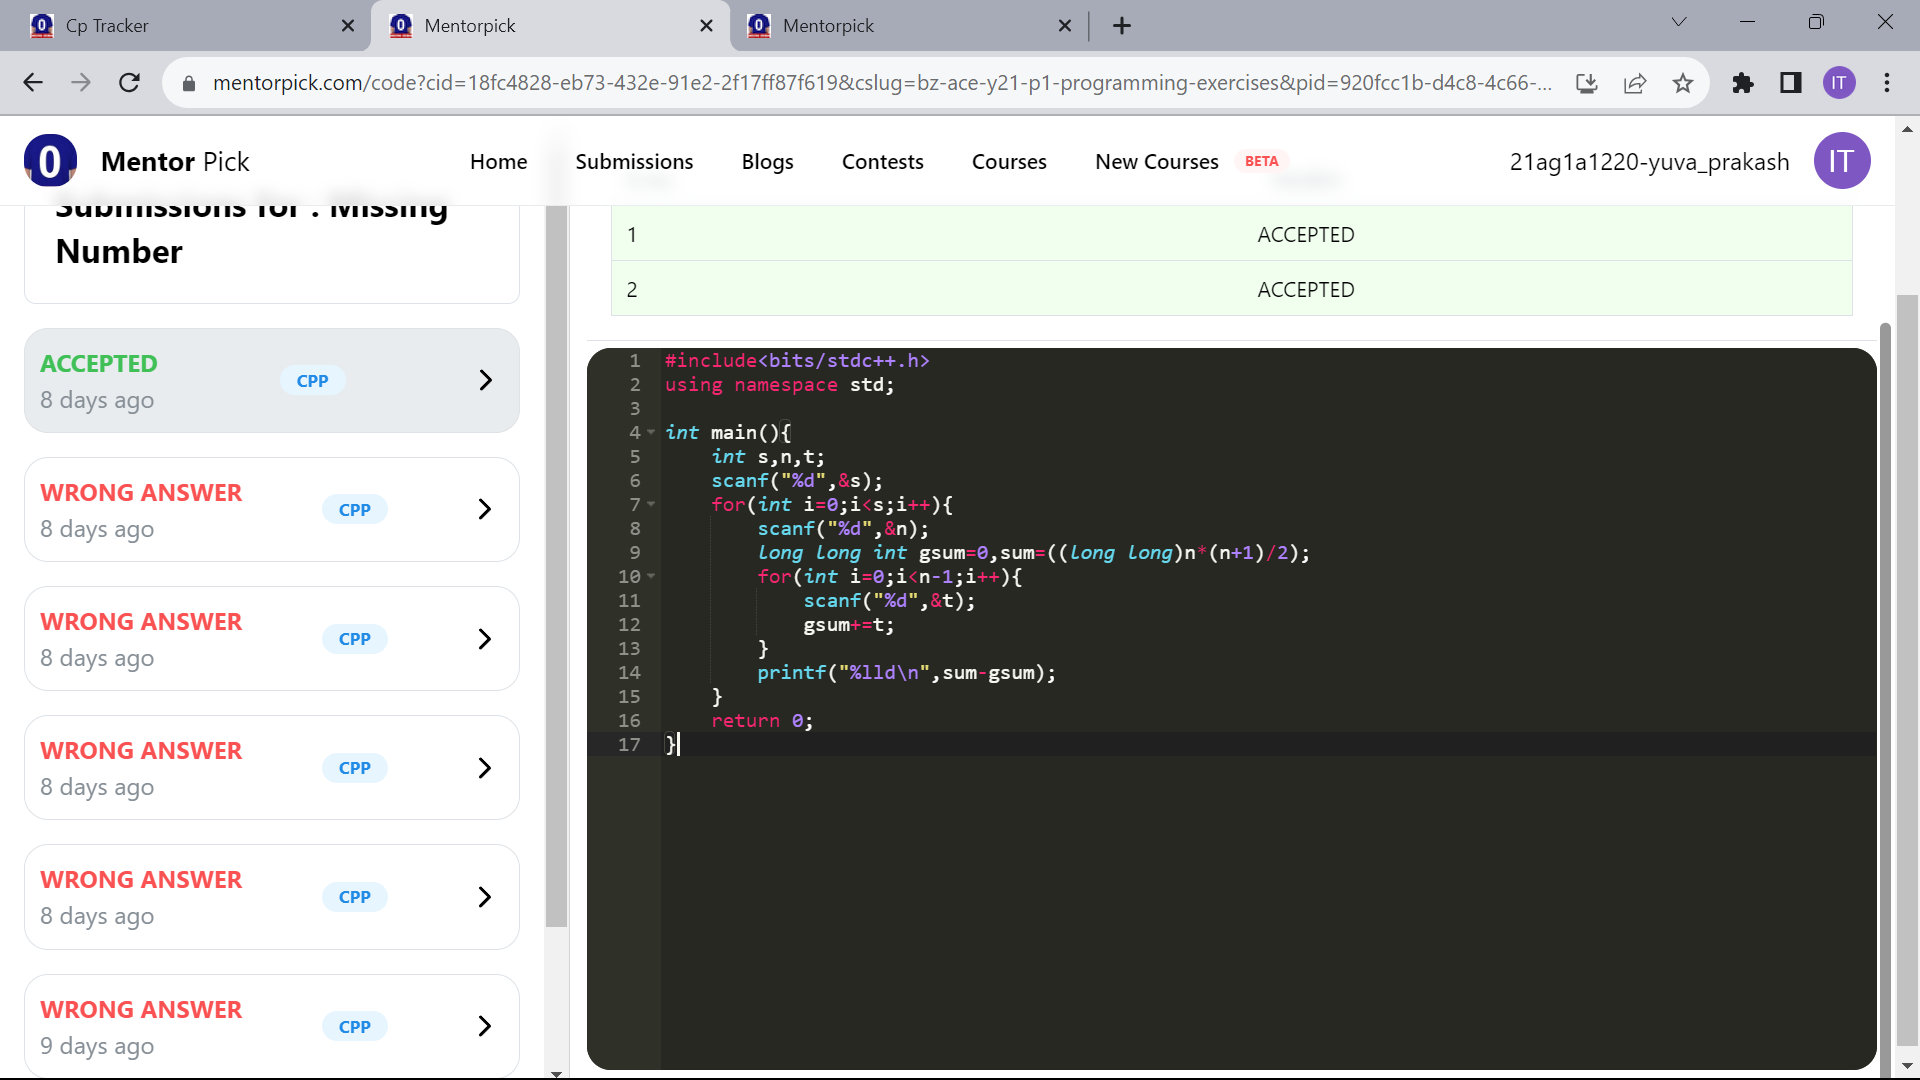 Cp Tracker
Mentorpick
Mentorpick
mentorpick.com/code?cid=18fc4828-eb73-432e-91e2-2f17ff87f619&cslug=bz-ace-y21-p1-programming-exercises&pid=920fcc1b-d4c8-4c66-...
IT
0
Mentor Pick
Home
Submissions
Blogs
Contests
Courses
New Courses
BETA
21ag1a1220-yuva_prakash
IT
Submissions for : Missing
Number
ACCEPTED
8 days ago
CPP
WRONG ANSWER
8 days ago
CPP
WRONG ANSWER
8 days ago
CPP
WRONG ANSWER
8 days ago
CPP
WRONG ANSWER
8 days ago
CPP
WRONG ANSWER
9 days ago
CPP
1 ACCEPTED
2 ACCEPTED
1 #include<bits/stdc++.h>
2 using namespace std;
3
4 int main(){
5 int s,n,t;
6 scanf("%d",&s);
7 for(int i=0;i<s;i++){
8 scanf("%d",&n);
9 long long int gsum=0,sum=((long long)n*(n+1)/2);
10 for(int i=0;i<n-1;i++){
11 scanf("%d",&t);
12 gsum+=t;
13 }
14 printf("%lld\n",sum-gsum);
15 }
16 return 0;
17 }